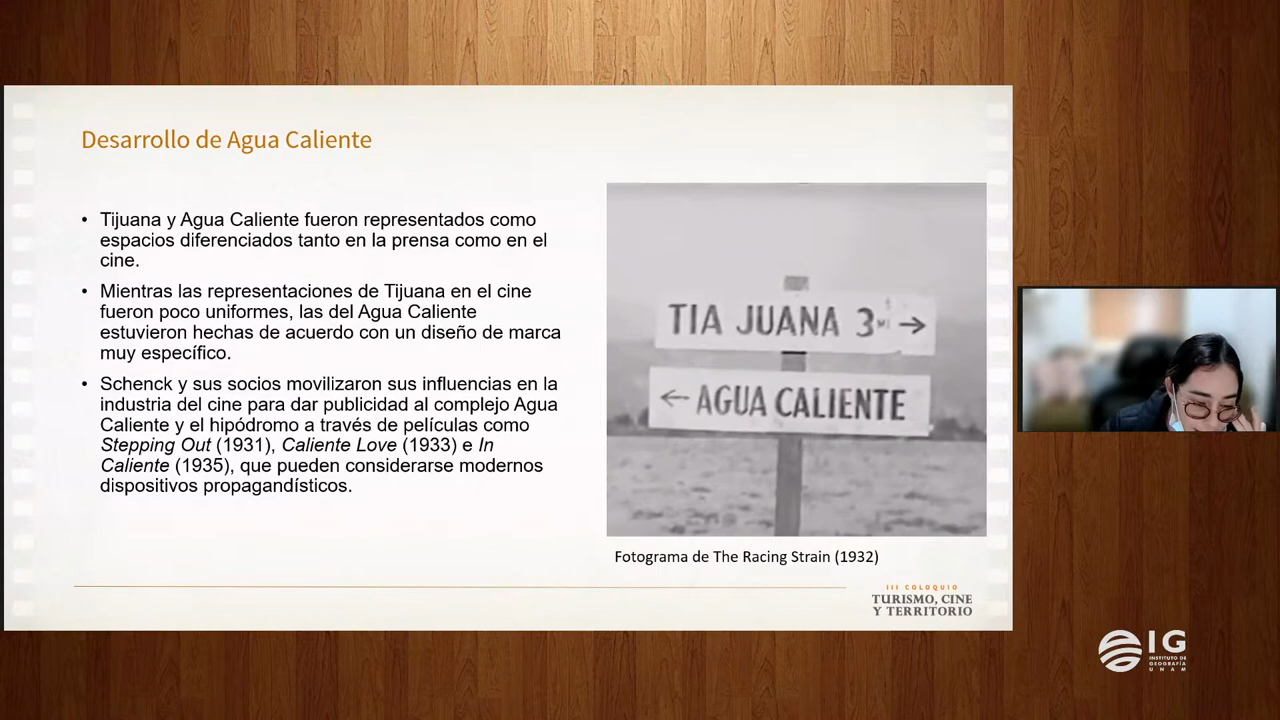 Desarrollo de Agua Caliente
• Tijuana y Agua Caliente fueron representados como
espacios diferenciados tanto en la prensa como en el
cine.
• Mientras las representaciones de Tijuana en el cine
fueron poco uniformes, las del Agua Caliente
estuvieron hechas de acuerdo con un diseño de marca
muy específico.
• Schenck y sus socios movilizaron sus influencias en la
industria del cine para dar publicidad al complejo Agua
Caliente y el hipódromo a través de películas como
Stepping Out (1931), Caliente Love (1933) e In
Caliente (1935), que pueden considerarse modernos
dispositivos propagandísticos.
TIA JUANA 3 MI →
← AGUA CALIENTE
Fotograma de The Racing Strain (1932)
III COLOQUIO
TURISMO, CINE
Y TERRITORIO
IG
INSTITUTO DE
GEOGRAFÍA
UNAM